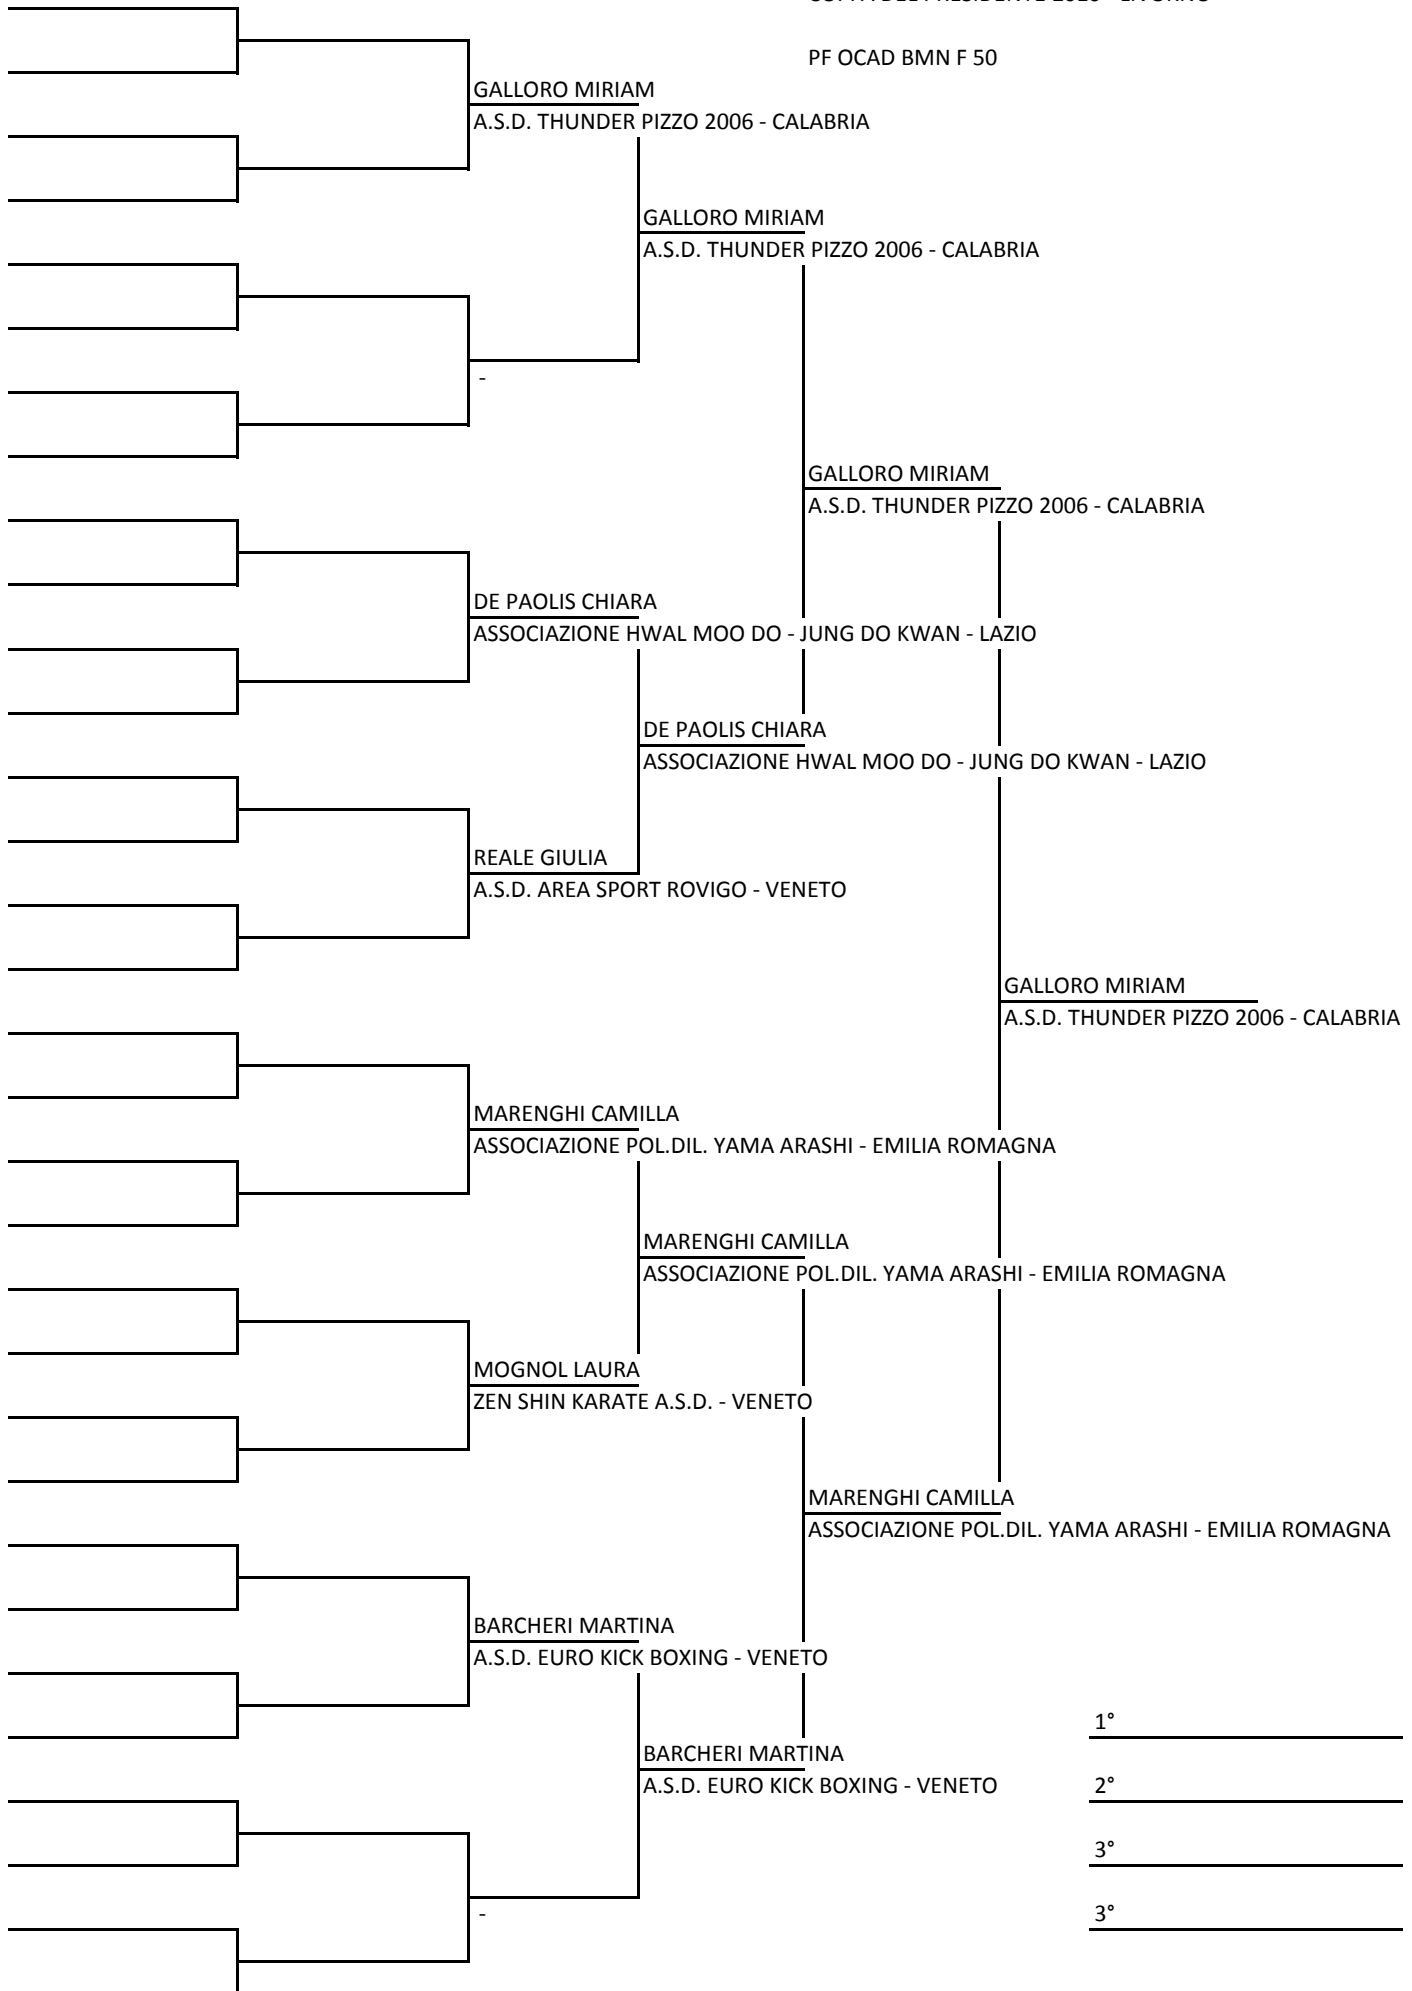 PF OCAD BMN F 50
GALLORO MIRIAM
A.S.D. THUNDER PIZZO 2006 - CALABRIA
GALLORO MIRIAM
A.S.D. THUNDER PIZZO 2006 - CALABRIA
-
GALLORO MIRIAM
A.S.D. THUNDER PIZZO 2006 - CALABRIA
DE PAOLIS CHIARA
ASSOCIAZIONE HWAL MOO DO - JUNG DO KWAN - LAZIO
DE PAOLIS CHIARA
ASSOCIAZIONE HWAL MOO DO - JUNG DO KWAN - LAZIO
REALE GIULIA
A.S.D. AREA SPORT ROVIGO - VENETO
GALLORO MIRIAM
A.S.D. THUNDER PIZZO 2006 - CALABRIA
MARENGHI CAMILLA
ASSOCIAZIONE POL.DIL. YAMA ARASHI - EMILIA ROMAGNA
MARENGHI CAMILLA
ASSOCIAZIONE POL.DIL. YAMA ARASHI - EMILIA ROMAGNA
MOGNOL LAURA
ZEN SHIN KARATE A.S.D. - VENETO
MARENGHI CAMILLA
ASSOCIAZIONE POL.DIL. YAMA ARASHI - EMILIA ROMAGNA
BARCHERI MARTINA
A.S.D. EURO KICK BOXING - VENETO
1°
BARCHERI MARTINA
A.S.D. EURO KICK BOXING - VENETO
2°
3°
-
3°